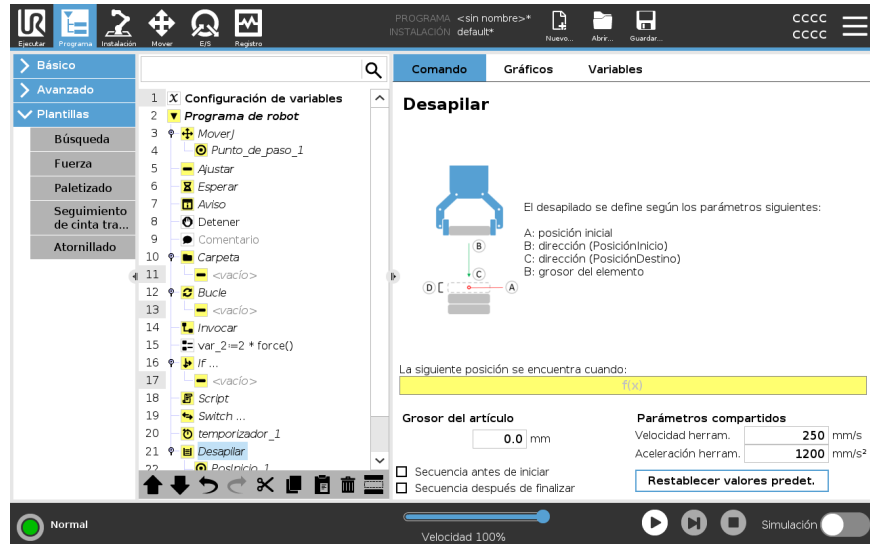 PROGRAMA <sin nombre>*
INSTALACIÓN default*
Ejecutar
Programa
Instalación
Mover
E/S
Registro
Nuevo...
Abrir...
Guardar...
CCCC
CCCC
Básico
Avanzado
Plantillas
Búsqueda
Fuerza
Paletizado
Seguimiento
de cinta tra...
Atornillado
1 X Configuración de variables
2 Programa de robot
3 MoverJ
4 Punto_de_paso_1
5 Ajustar
6 Esperar
7 Aviso
8 Detener
9 Comentario
10 Carpeta
11 <vacío>
12 Bucle
13 <vacío>
14 Invocar
15 var_2:=2 * force()
16 If ...
17 <vacío>
18 Script
19 Switch ...
20 temporizador_1
21 Desapilar
22 PosInicio_1
Comando
Gráficos
Variables
Desapilar
B
C
D
A
El desapilado se define según los parámetros siguientes:
A: posición inicial
B: dirección (PosiciónInicio)
C: dirección (PosiciónDestino)
B: grosor del elemento
La siguiente posición se encuentra cuando:
f(x)
Grosor del artículo
0.0 mm
Secuencia antes de iniciar
Secuencia después de finalizar
Parámetros compartidos
Velocidad herram. 250 mm/s
Aceleración herram. 1200 mm/s²
Restablecer valores predet.
Normal
Velocidad 100%
Simulación